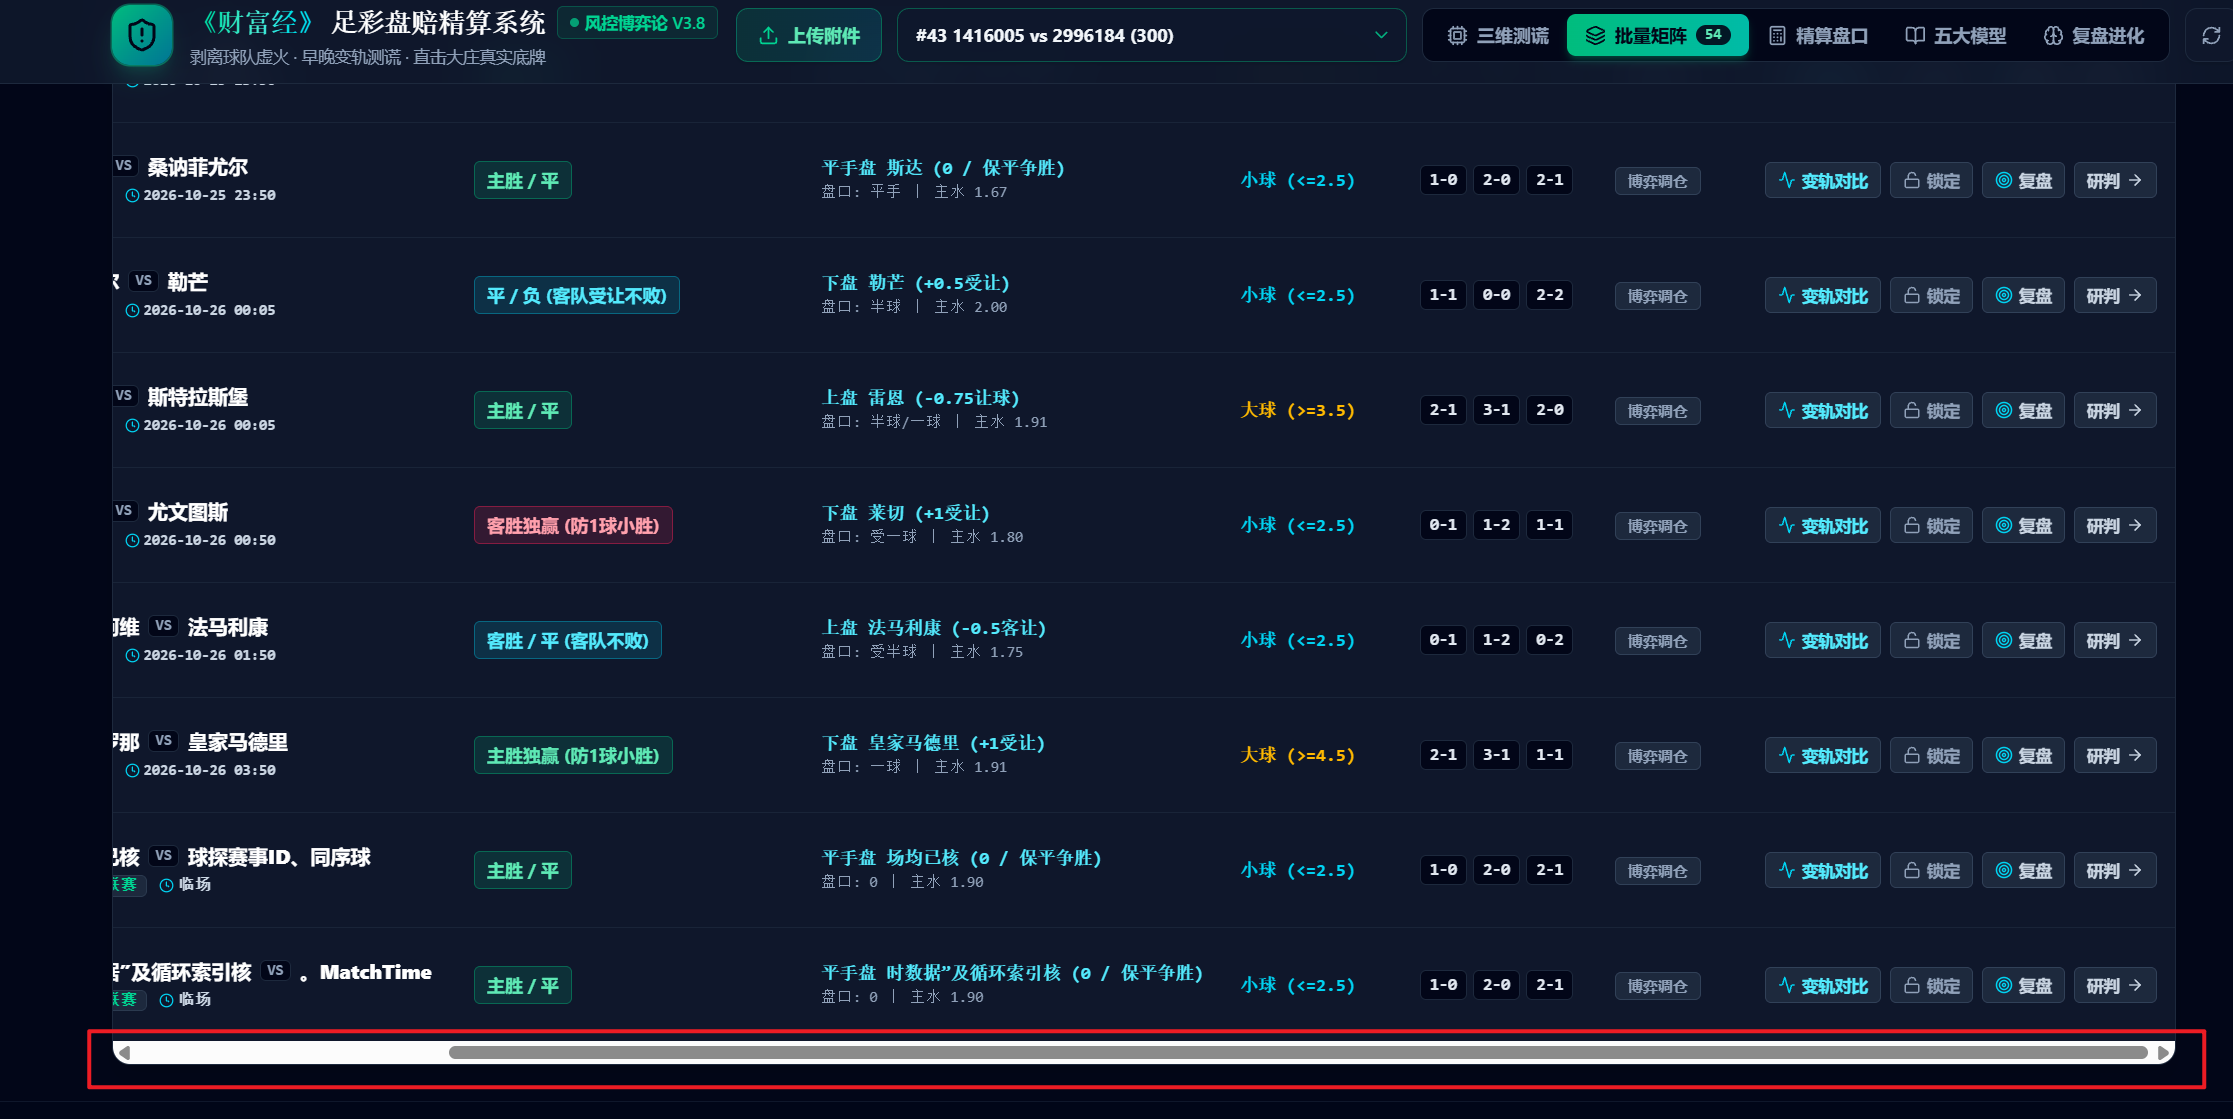 《财富经》 足彩盘赔精算系统
风控博弈论 V3.8
剥离球队虚火 · 早晚变轨测谎 · 直击大庄真实底牌
上传附件
#43 1416005 vs 2996184 (300)
三维测谎
批量矩阵 54
精算盘口
五大模型
复盘进化
VS 桑讷菲尤尔
2026-10-25 23:50
主胜 / 平
平手盘 斯达 (0 / 保平争胜)
盘口: 平手 | 主水 1.67
小球 (<=2.5)
1-0 2-0 2-1
博弈调仓
变轨对比 锁定 复盘 研判 →
VS 勒芒
2026-10-26 00:05
平 / 负 (客队受让不败)
下盘 勒芒 (+0.5受让)
盘口: 半球 | 主水 2.00
小球 (<=2.5)
1-1 0-0 2-2
博弈调仓
变轨对比 锁定 复盘 研判 →
VS 斯特拉斯堡
2026-10-26 00:05
主胜 / 平
上盘 雷恩 (-0.75让球)
盘口: 半球/一球 | 主水 1.91
大球 (>=3.5)
2-1 3-1 2-0
博弈调仓
变轨对比 锁定 复盘 研判 →
VS 尤文图斯
2026-10-26 00:50
客胜独赢 (防1球小胜)
下盘 莱切 (+1受让)
盘口: 受一球 | 主水 1.80
小球 (<=2.5)
0-1 1-2 1-1
博弈调仓
变轨对比 锁定 复盘 研判 →
维 VS 法马利康
2026-10-26 01:50
客胜 / 平 (客队不败)
上盘 法马利康 (-0.5客让)
盘口: 受半球 | 主水 1.75
小球 (<=2.5)
0-1 1-2 0-2
博弈调仓
变轨对比 锁定 复盘 研判 →
那 VS 皇家马德里
2026-10-26 03:50
主胜独赢 (防1球小胜)
下盘 皇家马德里 (+1受让)
盘口: 一球 | 主水 1.91
大球 (>=4.5)
2-1 3-1 1-1
博弈调仓
变轨对比 锁定 复盘 研判 →
核 VS 球探赛事ID、同序球
联赛 临场
主胜 / 平
平手盘 场均已核 (0 / 保平争胜)
盘口: 0 | 主水 1.90
小球 (<=2.5)
1-0 2-0 2-1
博弈调仓
变轨对比 锁定 复盘 研判 →
”及循环索引核 VS 。MatchTime
联赛 临场
主胜 / 平
平手盘 时数据”及循环索引核 (0 / 保平争胜)
盘口: 0 | 主水 1.90
小球 (<=2.5)
1-0 2-0 2-1
博弈调仓
变轨对比 锁定 复盘 研判 →